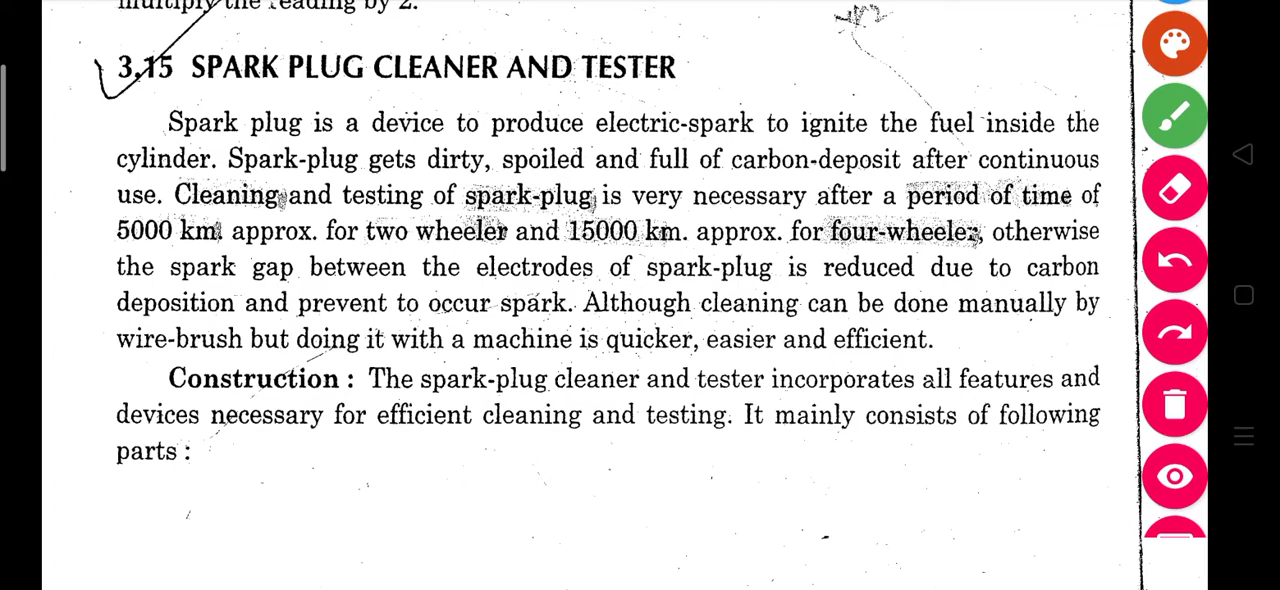 multiply the reading by 2.
3.15 SPARK PLUG CLEANER AND TESTER
Spark plug is a device to produce electric-spark to ignite the fuel inside the
cylinder. Spark-plug gets dirty, spoiled and full of carbon-deposit after continuous
use. Cleaning and testing of spark-plug is very necessary after a period of time of
5000 km. approx. for two wheeler and 15000 km. approx. for four-wheeler, otherwise
the spark gap between the electrodes of spark-plug is reduced due to carbon
deposition and prevent to occur spark. Although cleaning can be done manually by
wire-brush but doing it with a machine is quicker, easier and efficient.
Construction : The spark-plug cleaner and tester incorporates all features and
devices necessary for efficient cleaning and testing. It mainly consists of following
parts :